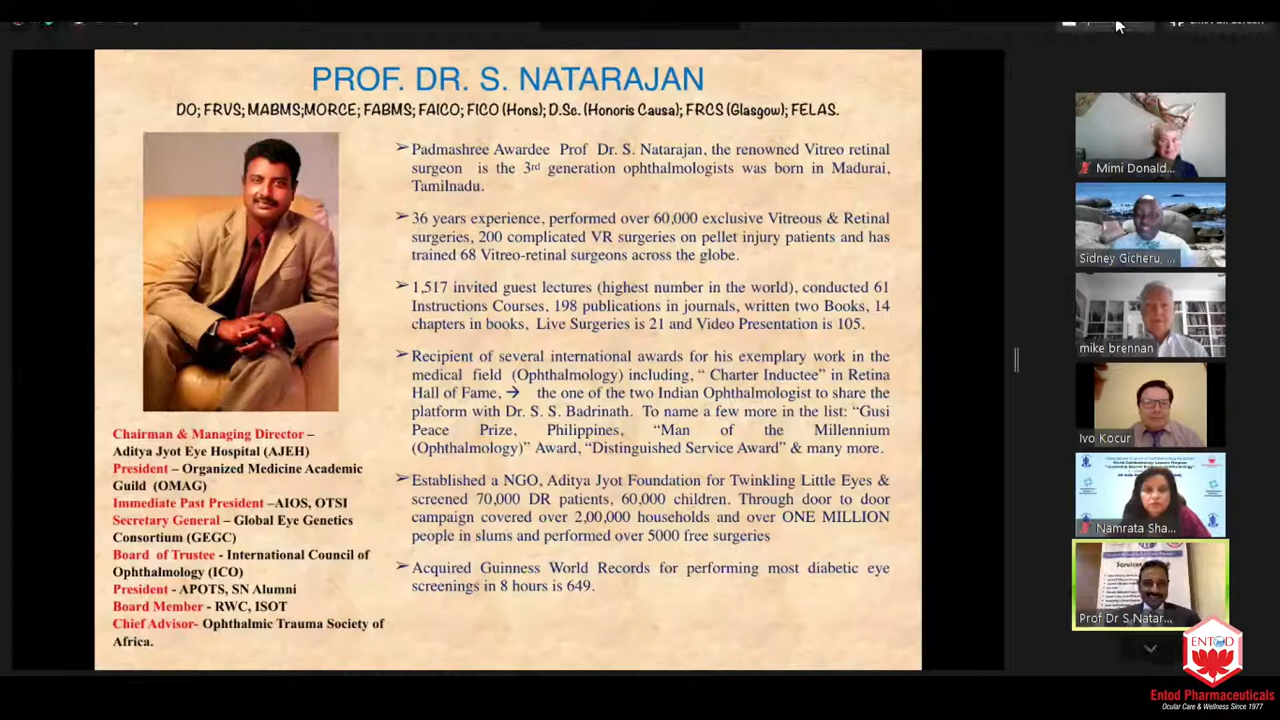 PROF. DR. S. NATARAJAN
DO; FRVS; MABMS;MORCE; FABMS; FAICO; FICO (Hons); D.Sc. (Honoris Causa); FRCS (Glasgow); FELAS.
➢Padmashree Awardee Prof Dr. S. Natarajan, the renowned Vitreo retinal
surgeon is the 3rd generation ophthalmologists was born in Madurai,
Tamilnadu.
➢36 years experience, performed over 60,000 exclusive Vitreous & Retinal
surgeries, 200 complicated VR surgeries on pellet injury patients and has
trained 68 Vitreo-retinal surgeons across the globe.
➢1,517 invited guest lectures (highest number in the world), conducted 61
Instructions Courses, 198 publications in journals, written two Books, 14
chapters in books, Live Surgeries is 21 and Video Presentation is 105.
➢Recipient of several international awards for his exemplary work in the
medical field (Ophthalmology) including, “ Charter Inductee” in Retina
Hall of Fame, → the one of the two Indian Ophthalmologist to share the
platform with Dr. S. S. Badrinath. To name a few more in the list: “Gusi
Peace Prize, Philippines, “Man of the Millennium
(Ophthalmology)” Award, “Distinguished Service Award” & many more.
➢Established a NGO, Aditya Jyot Foundation for Twinkling Little Eyes &
screened 70,000 DR patients, 60,000 children. Through door to door
campaign covered over 2,00,000 households and over ONE MILLION
people in slums and performed over 5000 free surgeries
➢Acquired Guinness World Records for performing most diabetic eye
screenings in 8 hours is 649.
Chairman & Managing Director –
Aditya Jyot Eye Hospital (AJEH)
President – Organized Medicine Academic
Guild (OMAG)
Immediate Past President –AIOS, OTSI
Secretary General – Global Eye Genetics
Consortium (GEGC)
Board of Trustee - International Council of
Ophthalmology (ICO)
President - APOTS, SN Alumni
Board Member - RWC, ISOT
Chief Advisor- Ophthalmic Trauma Society of
Africa.
Mimi Donald...
Sidney Gicheru, ...
mike brennan
Ivo Kocur
Namrata Sha...
Prof Dr S Natar...
ENTOD
Entod Pharmaceuticals
Ocular Care & Wellness Since 1977